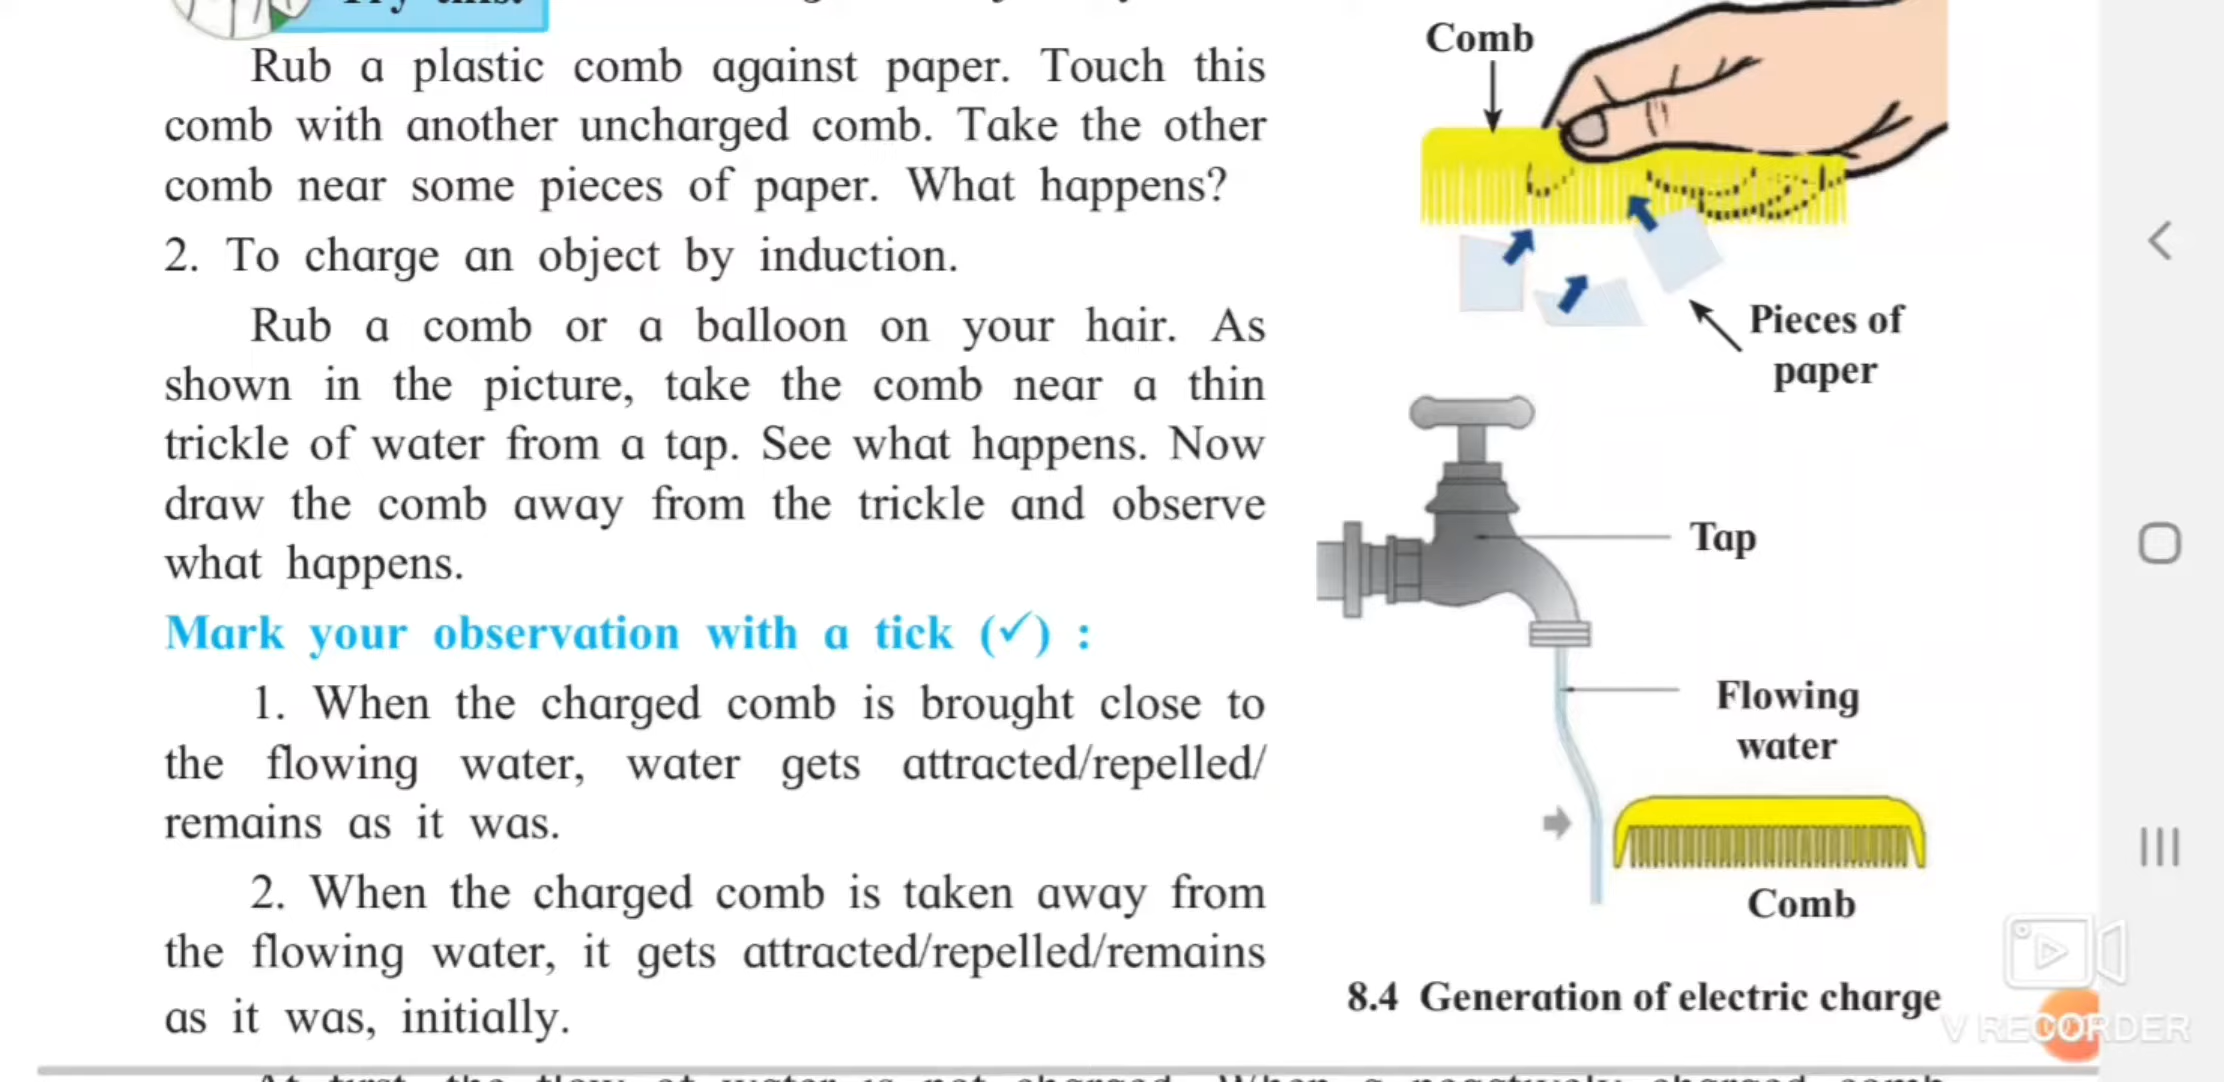 Try this.
Rub a plastic comb against paper. Touch this
comb with another uncharged comb. Take the other
comb near some pieces of paper. What happens?
2. To charge an object by induction.
Rub a comb or a balloon on your hair. As
shown in the picture, take the comb near a thin
trickle of water from a tap. See what happens. Now
draw the comb away from the trickle and observe
what happens.
Mark your observation with a tick (✓) :
1. When the charged comb is brought close to
the flowing water, water gets attracted/repelled/
remains as it was.
2. When the charged comb is taken away from
the flowing water, it gets attracted/repelled/remains
as it was, initially.
Comb
Pieces of
paper
Tap
Flowing
water
Comb
8.4 Generation of electric charge
V RECORDER